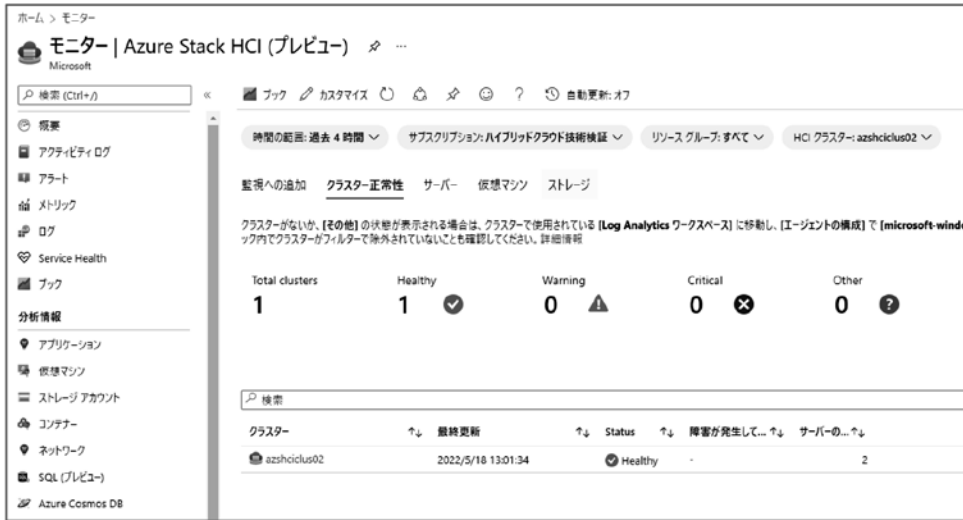 ホーム > モニター
モニター | Azure Stack HCI (プレビュー)
Microsoft
検索 (Ctrl+/)
概要
アクティビティ ログ
アラート
メトリック
ログ
Service Health
ブック
分析情報
アプリケーション
仮想マシン
ストレージ アカウント
コンテナー
ネットワーク
SQL (プレビュー)
Azure Cosmos DB
ブック カスタマイズ ? 自動更新: オフ
時間の範囲: 過去 4 時間 サブスクリプション: ハイブリッドクラウド技術検証 リソース グループ: すべて HCI クラスター: azshciclus02
監視への追加 クラスター正常性 サーバー 仮想マシン ストレージ
クラスターがないか、[その他] の状態が表示される場合は、クラスターで使用されている [Log Analytics ワークスペース] に移動し、[エージェントの構成] で [microsoft-windo
ック内でクラスターがフィルターで除外されていないことも確認してください。詳細情報
Total clusters Healthy Warning Critical Other
1 1 0 0 0
検索
クラスター ↑↓ 最終更新 ↑↓ Status ↑↓ 障害が発生して... ↑↓ サーバーの... ↑↓
azshciclus02 2022/5/18 13:01:34 Healthy - 2